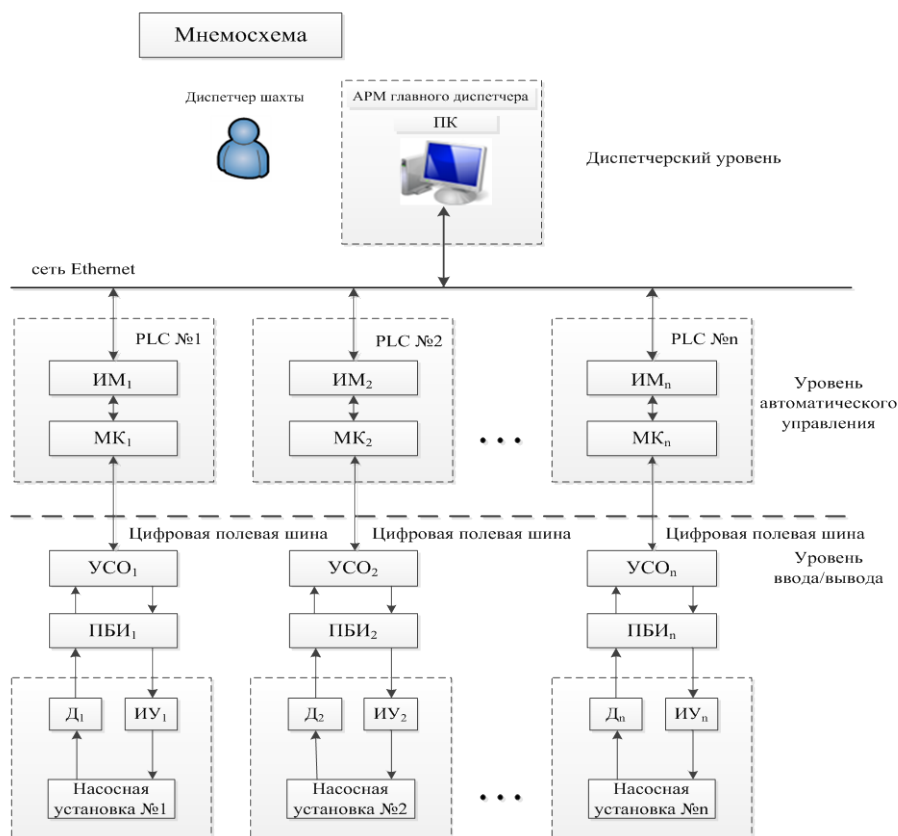 Мнемосхема
Диспетчер шахты
АРМ главного диспетчера
ПК
Диспетчерский уровень
сеть Ethernet
PLC №1
PLC №2
PLC №n
ИМ₁
ИМ₂
ИМₙ
МК₁
МК₂
...
МКₙ
Уровень
автоматического
управления
Цифровая полевая шина
Цифровая полевая шина
Цифровая полевая шина
Уровень
ввода/вывода
УСО₁
УСО₂
УСОₙ
ПБИ₁
ПБИ₂
ПБИₙ
Д₁
ИУ₁
Д₂
ИУ₂
Дₙ
ИУₙ
Насосная
установка №1
Насосная
установка №2
...
Насосная
установка №n